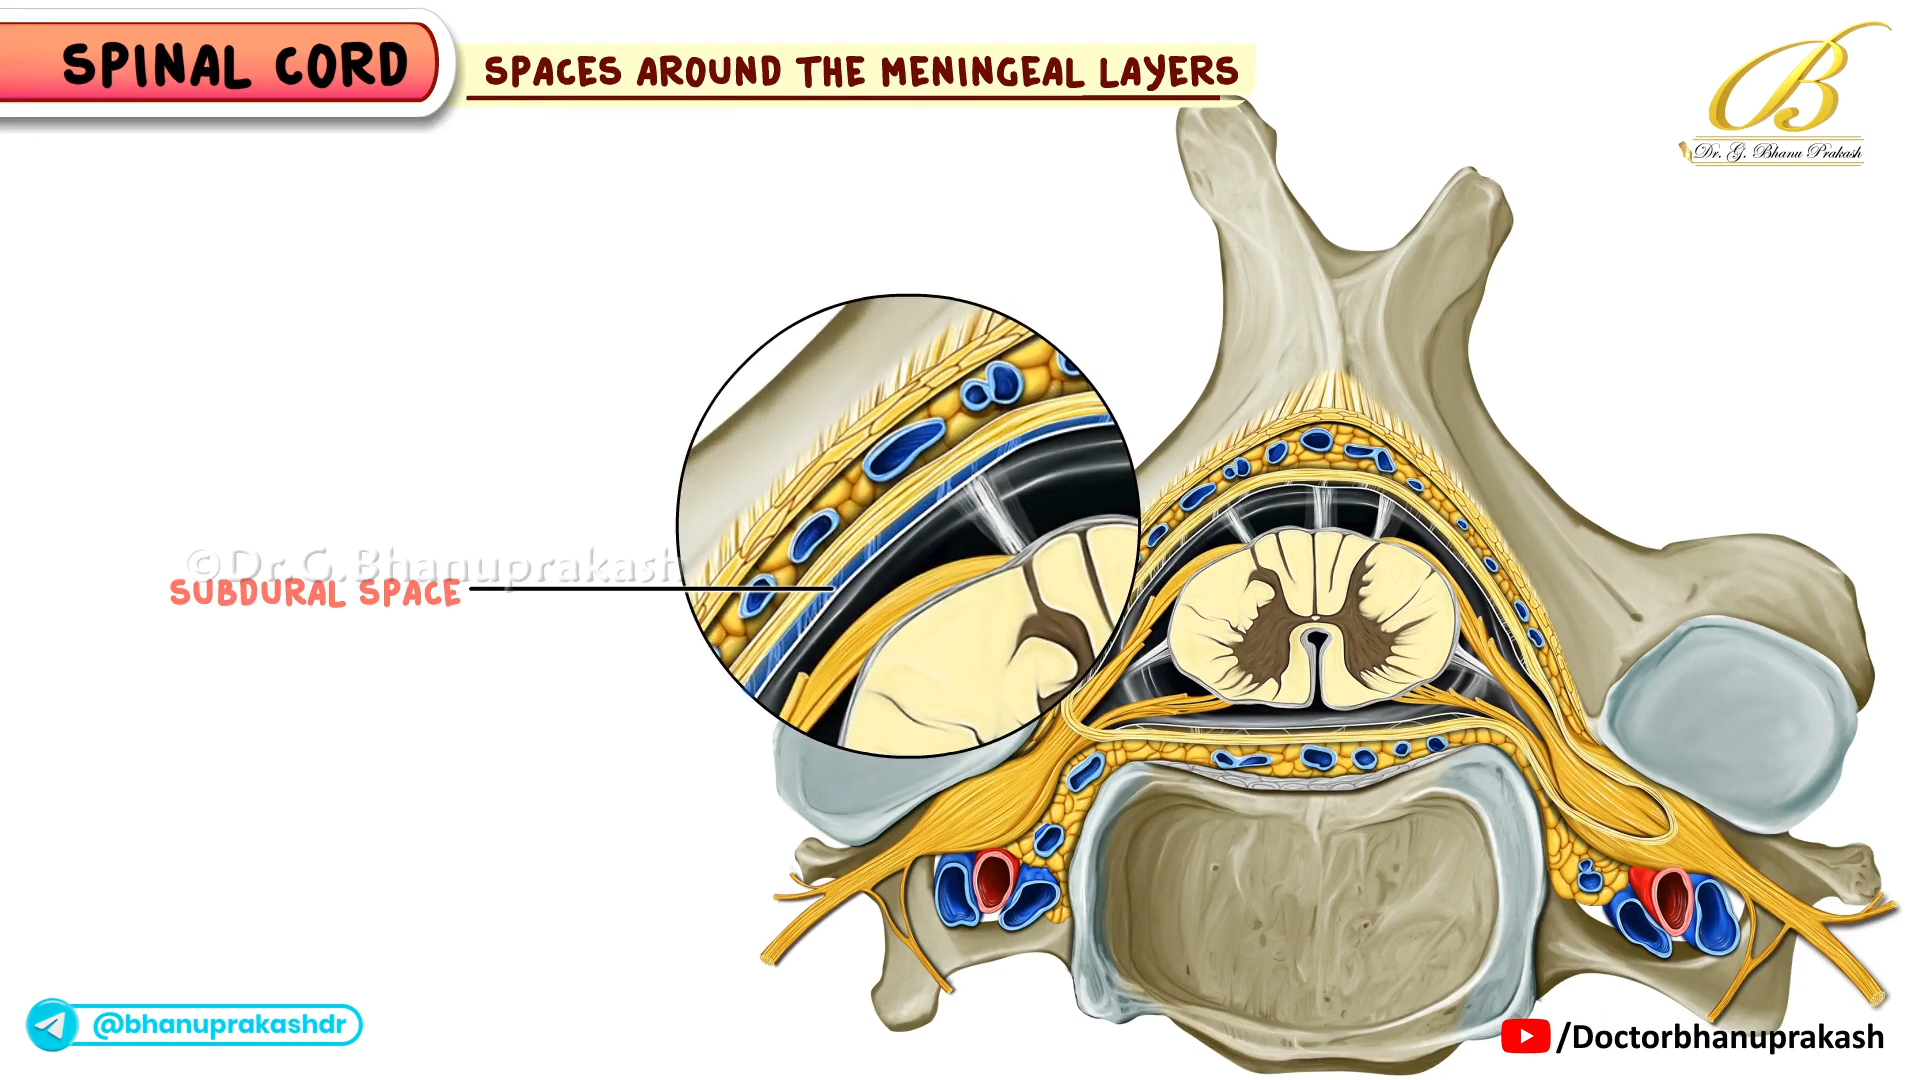 SPINAL CORD
SPACES AROUND THE MENINGEAL LAYERS
B
Dr. G. Bhanu Prakash
©Dr.G.Bhanuprakash
SUBDURAL SPACE
@bhanuprakashdr
/Doctorbhanuprakash